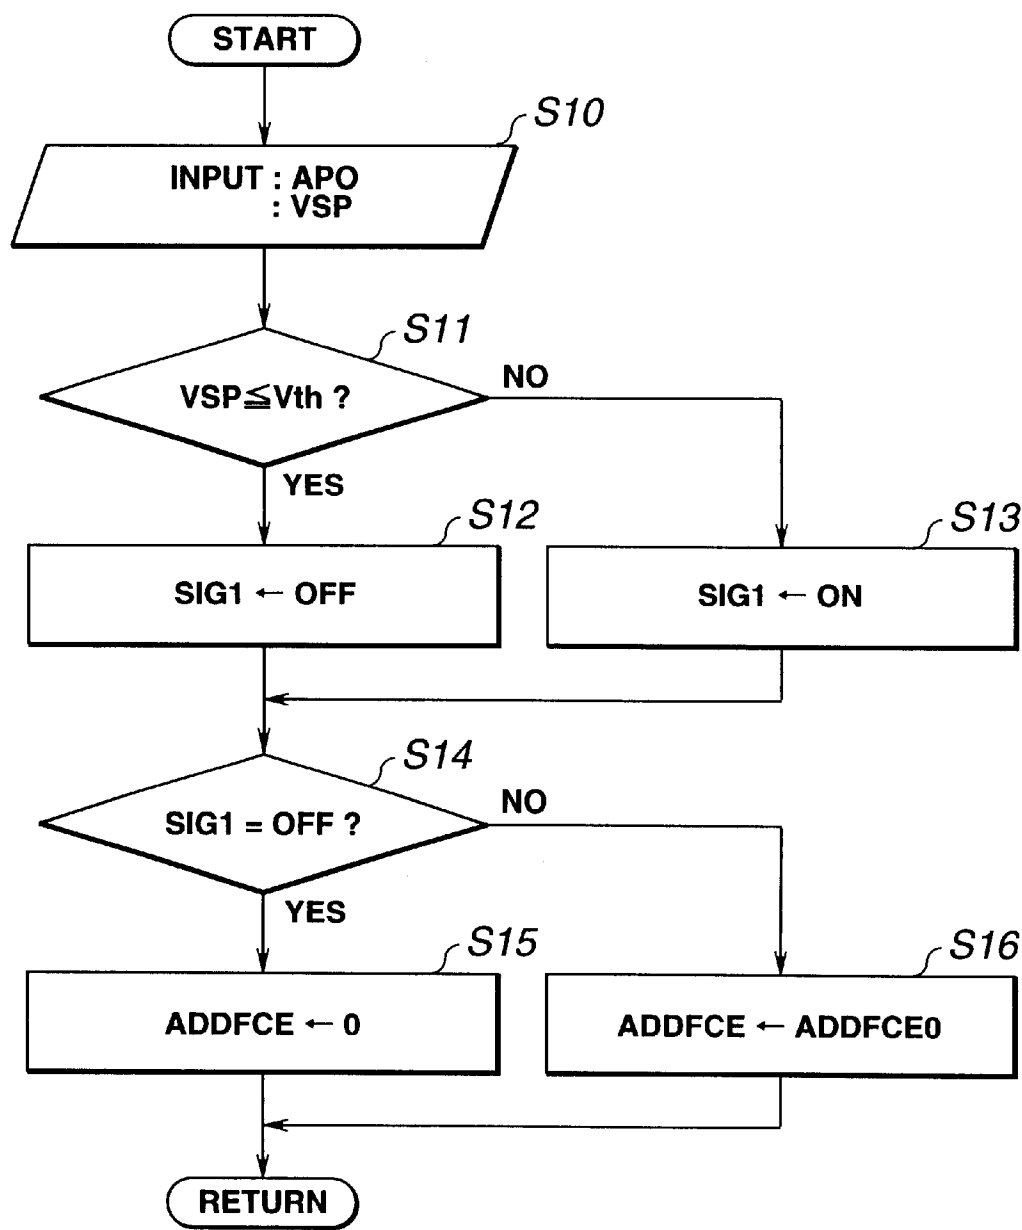 START
S10
INPUT : APO
: VSP
S11
VSP≦Vth ?
NO
YES
S12
S13
SIG1 ← OFF
SIG1 ← ON
S14
SIG1 = OFF ?
NO
YES
S15
S16
ADDFCE ← 0
ADDFCE ← ADDFCE0
RETURN